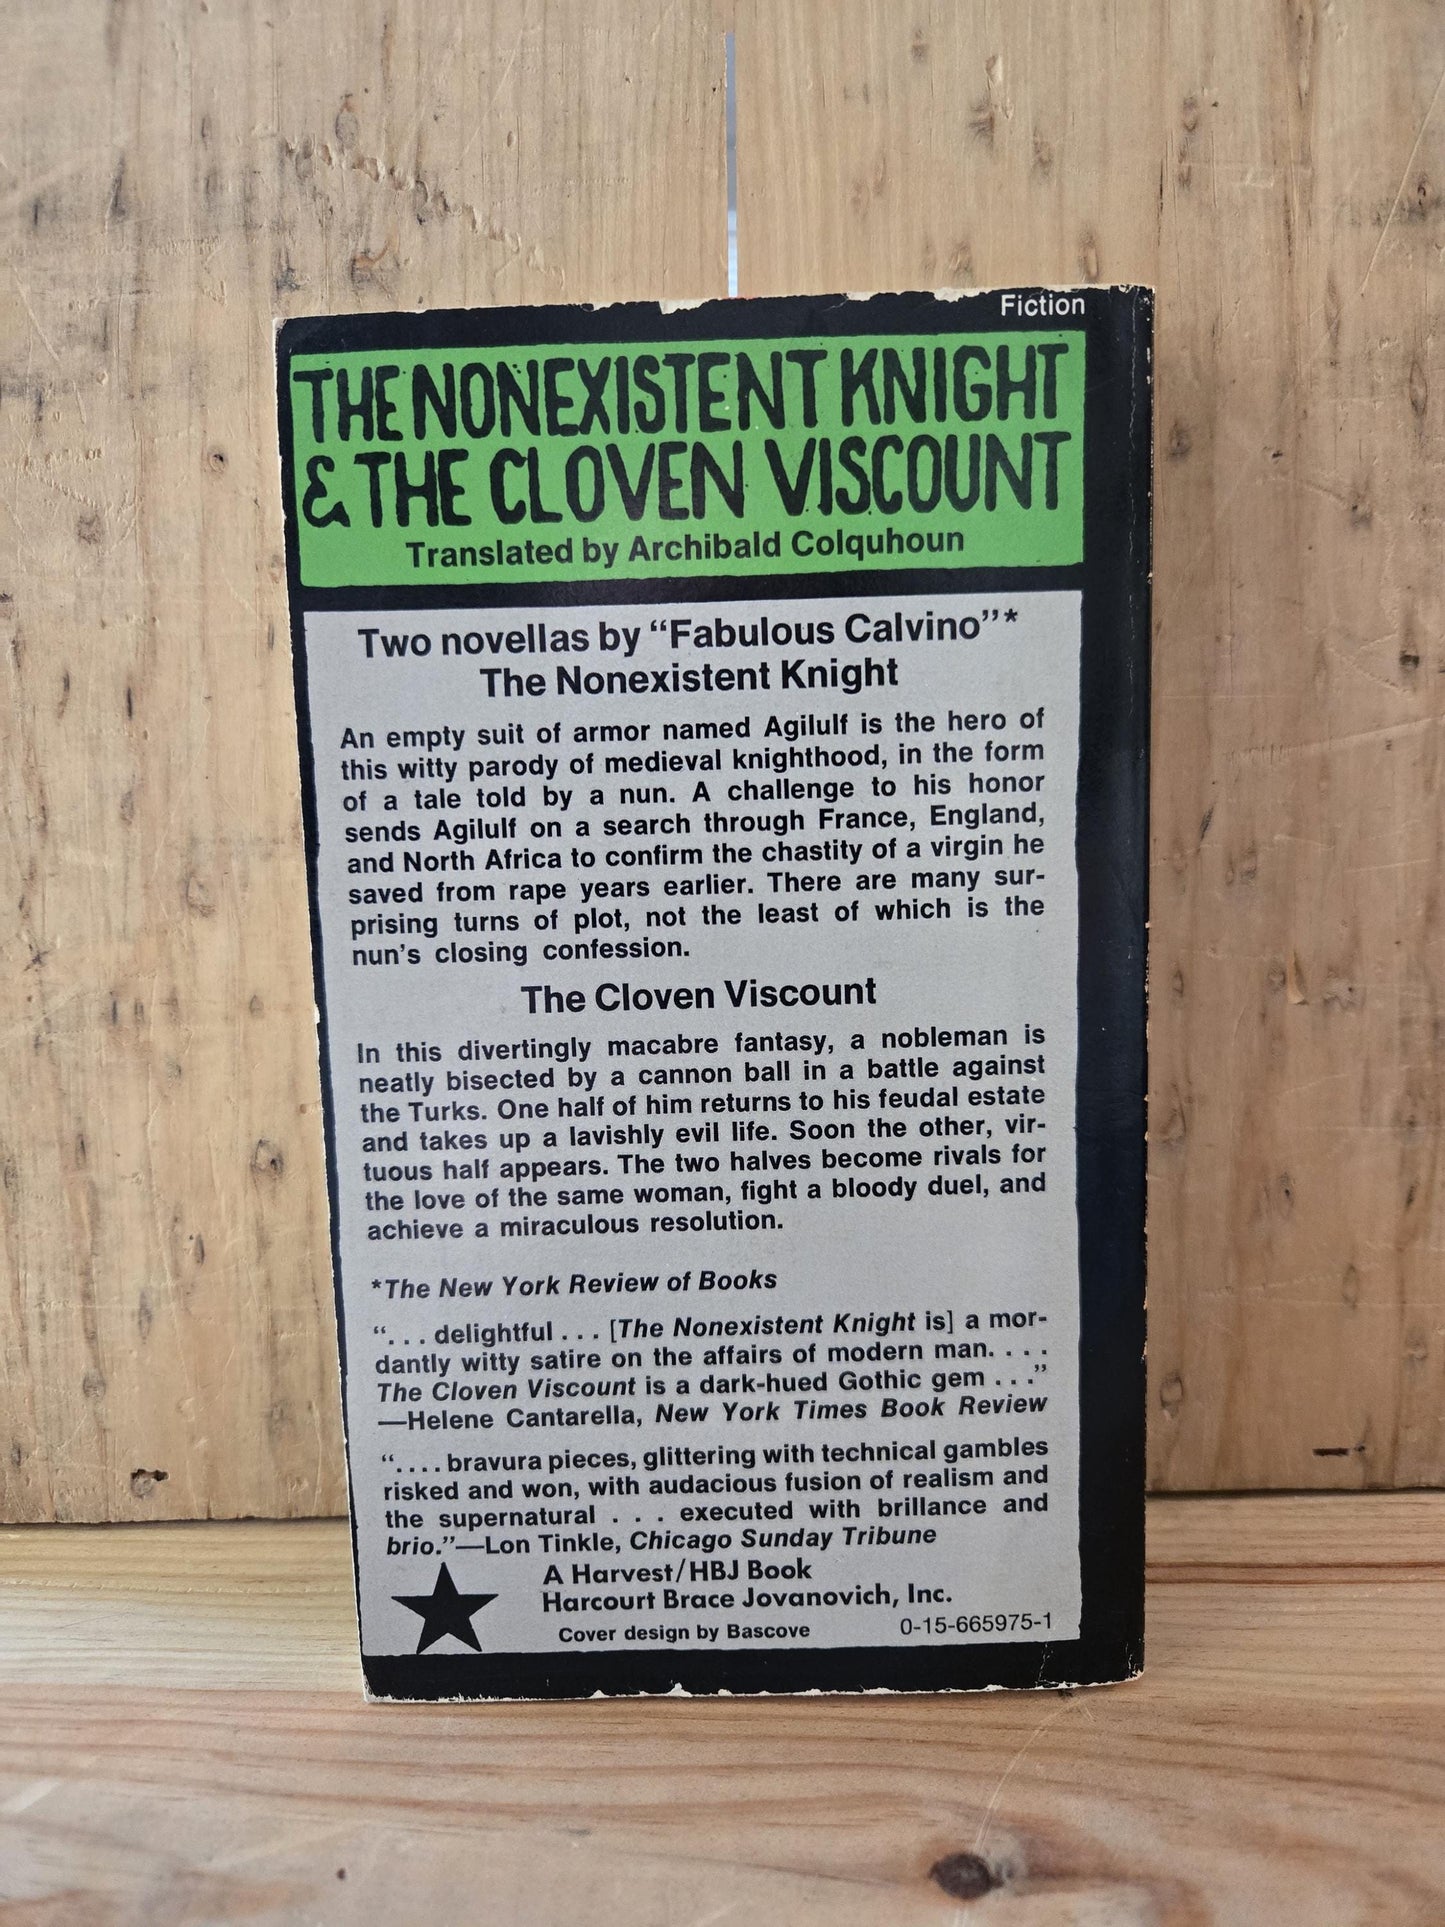 Fiction
THE NONEXISTENT KNIGHT
& THE CLOVEN VISCOUNT
Translated by Archibald Colquhoun
Two novellas by “Fabulous Calvino”*
The Nonexistent Knight
An empty suit of armor named Agilulf is the hero of
this witty parody of medieval knighthood, in the form
of a tale told by a nun. A challenge to his honor
sends Agilulf on a search through France, England,
and North Africa to confirm the chastity of a virgin he
saved from rape years earlier. There are many sur-
prising turns of plot, not the least of which is the
nun's closing confession.
The Cloven Viscount
In this divertingly macabre fantasy, a nobleman is
neatly bisected by a cannon ball in a battle against
the Turks. One half of him returns to his feudal estate
and takes up a lavishly evil life. Soon the other, vir-
tuous half appears. The two halves become rivals for
the love of the same woman, fight a bloody duel, and
achieve a miraculous resolution.
*The New York Review of Books
“. . . delightful . . . [The Nonexistent Knight is] a mor-
dantly witty satire on the affairs of modern man. . . .
The Cloven Viscount is a dark-hued Gothic gem . . .”
—Helene Cantarella, New York Times Book Review
“. . . . bravura pieces, glittering with technical gambles
risked and won, with audacious fusion of realism and
the supernatural . . . executed with brillance and
brio.”—Lon Tinkle, Chicago Sunday Tribune
A Harvest/HBJ Book
Harcourt Brace Jovanovich, Inc.
Cover design by Bascove 0-15-665975-1